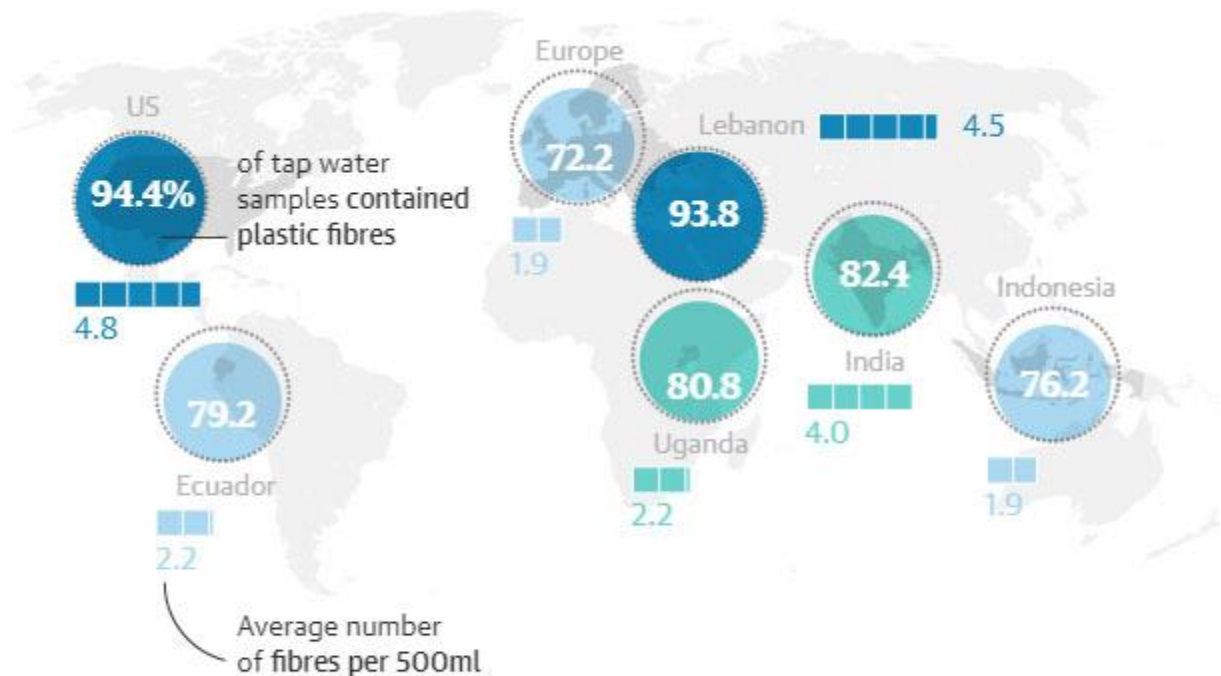 Europe
US
Lebanon 4.5
94.4%
of tap water
samples contained
plastic fibres
72.2
93.8
1.9
82.4
Indonesia
4.8
India
76.2
79.2
80.8
4.0
Uganda
Ecuador
2.2
1.9
2.2
Average number
of fibres per 500ml